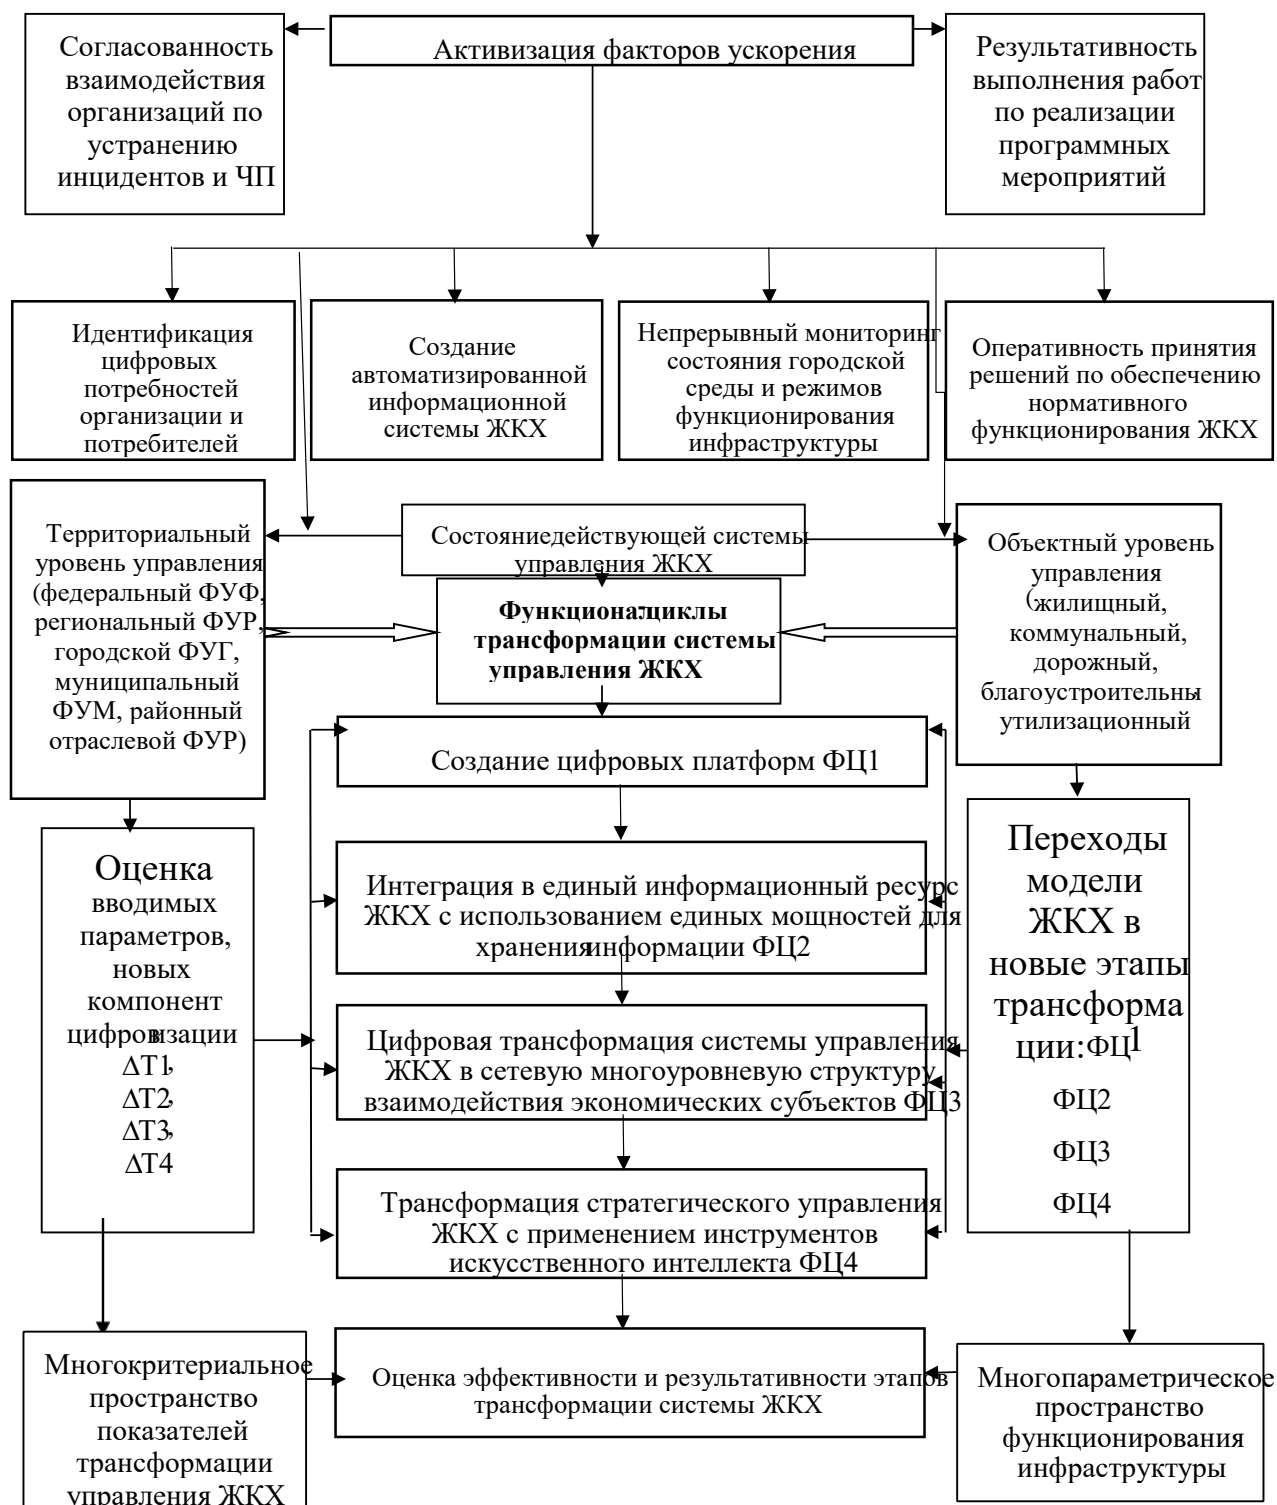 Согласованность
взаимодействия
организаций по
устранению
инцидентов и ЧП
Активизация факторов ускорения
Результативность
выполнения работ
по реализации
программных
мероприятий
Идентификация
цифровых
потребностей
организации и
потребителей
Создание
автоматизированной
информационной
системы ЖКХ
Непрерывный мониторинг
состояния городской
среды и режимов
функционирования
инфраструктуры
Оперативность принятия
решений по обеспечению
нормативного
функционирования ЖКХ
Территориальный
уровень управления
(федеральный ФУФ,
региональный ФУР,
городской ФУГ,
муниципальный
ФУМ, районный
отраслевой ФУР)
Состояниедействующей системы
управления ЖКХ
Объектный уровень
управления
(жилищный,
коммунальный,
дорожный,
благоустроительны
утилизационный
циклы
трансформации системы
управления ЖКХ
Создание цифровых платформ ФЦ1
Оценка
вводимых
параметров,
новых
компонент
цифровизации
ΔТ1,
ΔТ2,
ΔТ3,
ΔТ4
Интеграция в единый информационный ресурс
ЖКХ с использованием единых мощностей для
хранения информации ФЦ2
Цифровая трансформация системы управления
ЖКХ в сетевую многоуровневую структуру
взаимодействия экономических субъектов ФЦ3
Трансформация стратегического управления
ЖКХ с применением инструментов
искусственного интеллекта ФЦ4
Переходы
модели
ЖКХ в
новые этапы
трансформа
ции:ФЦ1
ФЦ2
ФЦ3
ФЦ4
Многокритериальное
пространство
показателей
трансформации
управления ЖКХ
Оценка эффективности и результативности этапов
трансформации системы ЖКХ
Многопараметрическое
пространство
функционирования
инфраструктуры